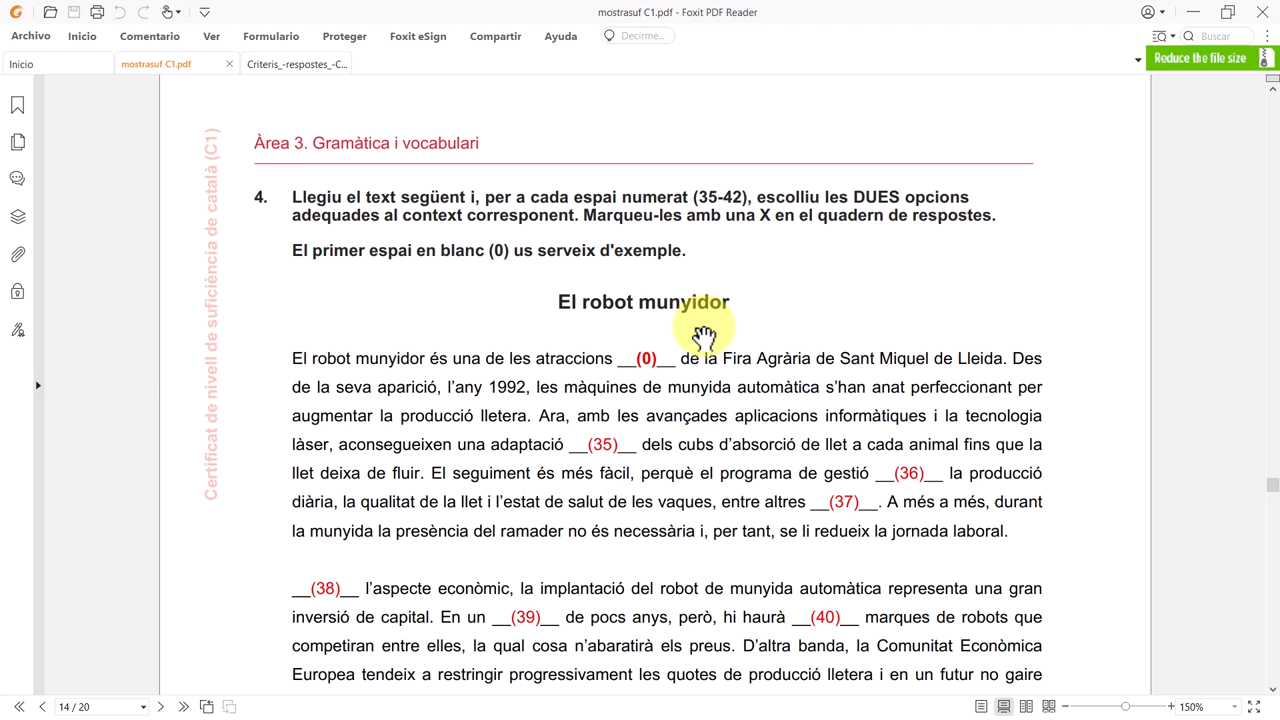 mostrasuf C1.pdf - Foxit PDF Reader
Archivo Inicio Comentario Ver Formulario Proteger Foxit eSign Compartir Ayuda Decirme... Buscar
Inicio mostrasuf C1.pdf Criteris_-respostes_-C... Reduce the file size
Àrea 3. Gramàtica i vocabulari
Certificat de nivell de suficiència de català (C1)
4. Llegiu el text següent i, per a cada espai numerat (35-42), escolliu les DUES opcions
adequades al context corresponent. Marqueu-les amb una X en el quadern de respostes.
El primer espai en blanc (0) us serveix d'exemple.
El robot munyidor
El robot munyidor és una de les atraccions __(0)__ de la Fira Agrària de Sant Miquel de Lleida. Des
de la seva aparició, l’any 1992, les màquines de munyida automàtica s’han anat perfeccionant per
augmentar la producció lletera. Ara, amb les avançades aplicacions informàtiques i la tecnologia
làser, aconsegueixen una adaptació __(35)__ dels cubs d’absorció de llet a cada animal fins que la
llet deixa de fluir. El seguiment és més fàcil, perquè el programa de gestió __(36)__ la producció
diària, la qualitat de la llet i l’estat de salut de les vaques, entre altres __(37)__. A més a més, durant
la munyida la presència del ramader no és necessària i, per tant, se li redueix la jornada laboral.
__(38)__ l’aspecte econòmic, la implantació del robot de munyida automàtica representa una gran
inversió de capital. En un __(39)__ de pocs anys, però, hi haurà __(40)__ marques de robots que
competiran entre elles, la qual cosa n’abaratirà els preus. D’altra banda, la Comunitat Econòmica
Europea tendeix a restringir progressivament les quotes de producció lletera i en un futur no gaire
14 / 20 150%